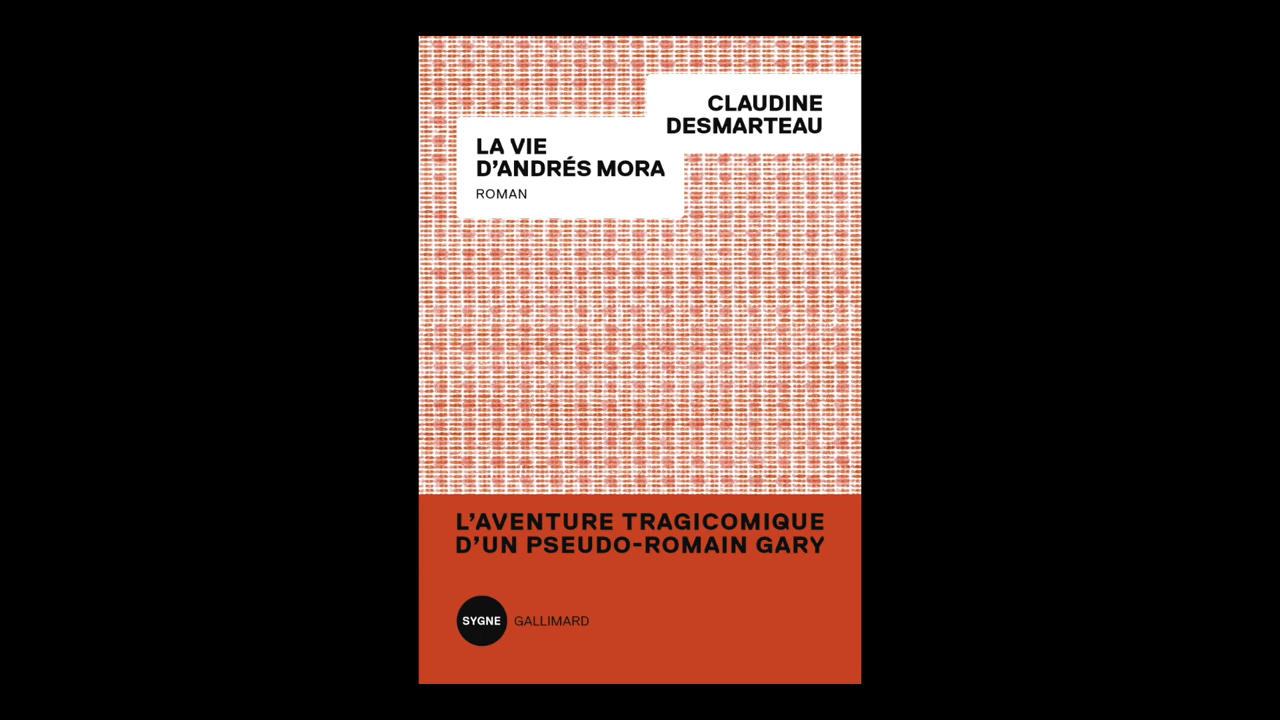 CLAUDINE
DESMARTEAU
LA VIE
D’ANDRÉS MORA
ROMAN
L’AVENTURE TRAGICOMIQUE
D’UN PSEUDO-ROMAIN GARY
SYGNE GALLIMARD